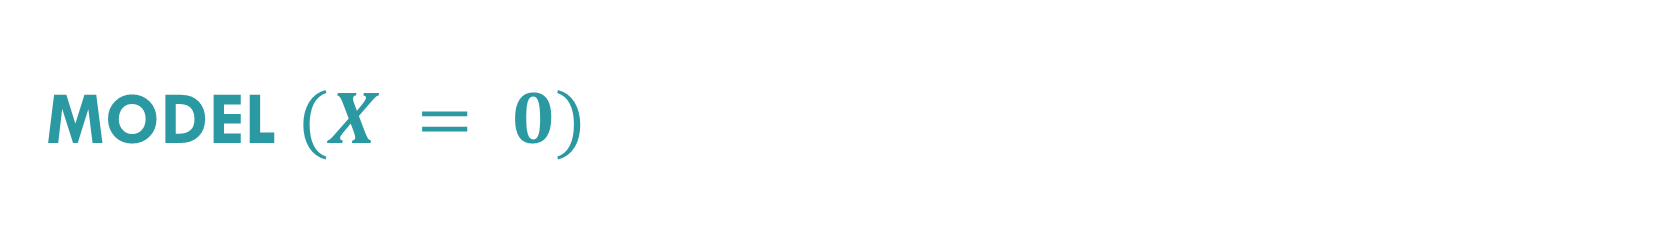 MODEL (X = 0)